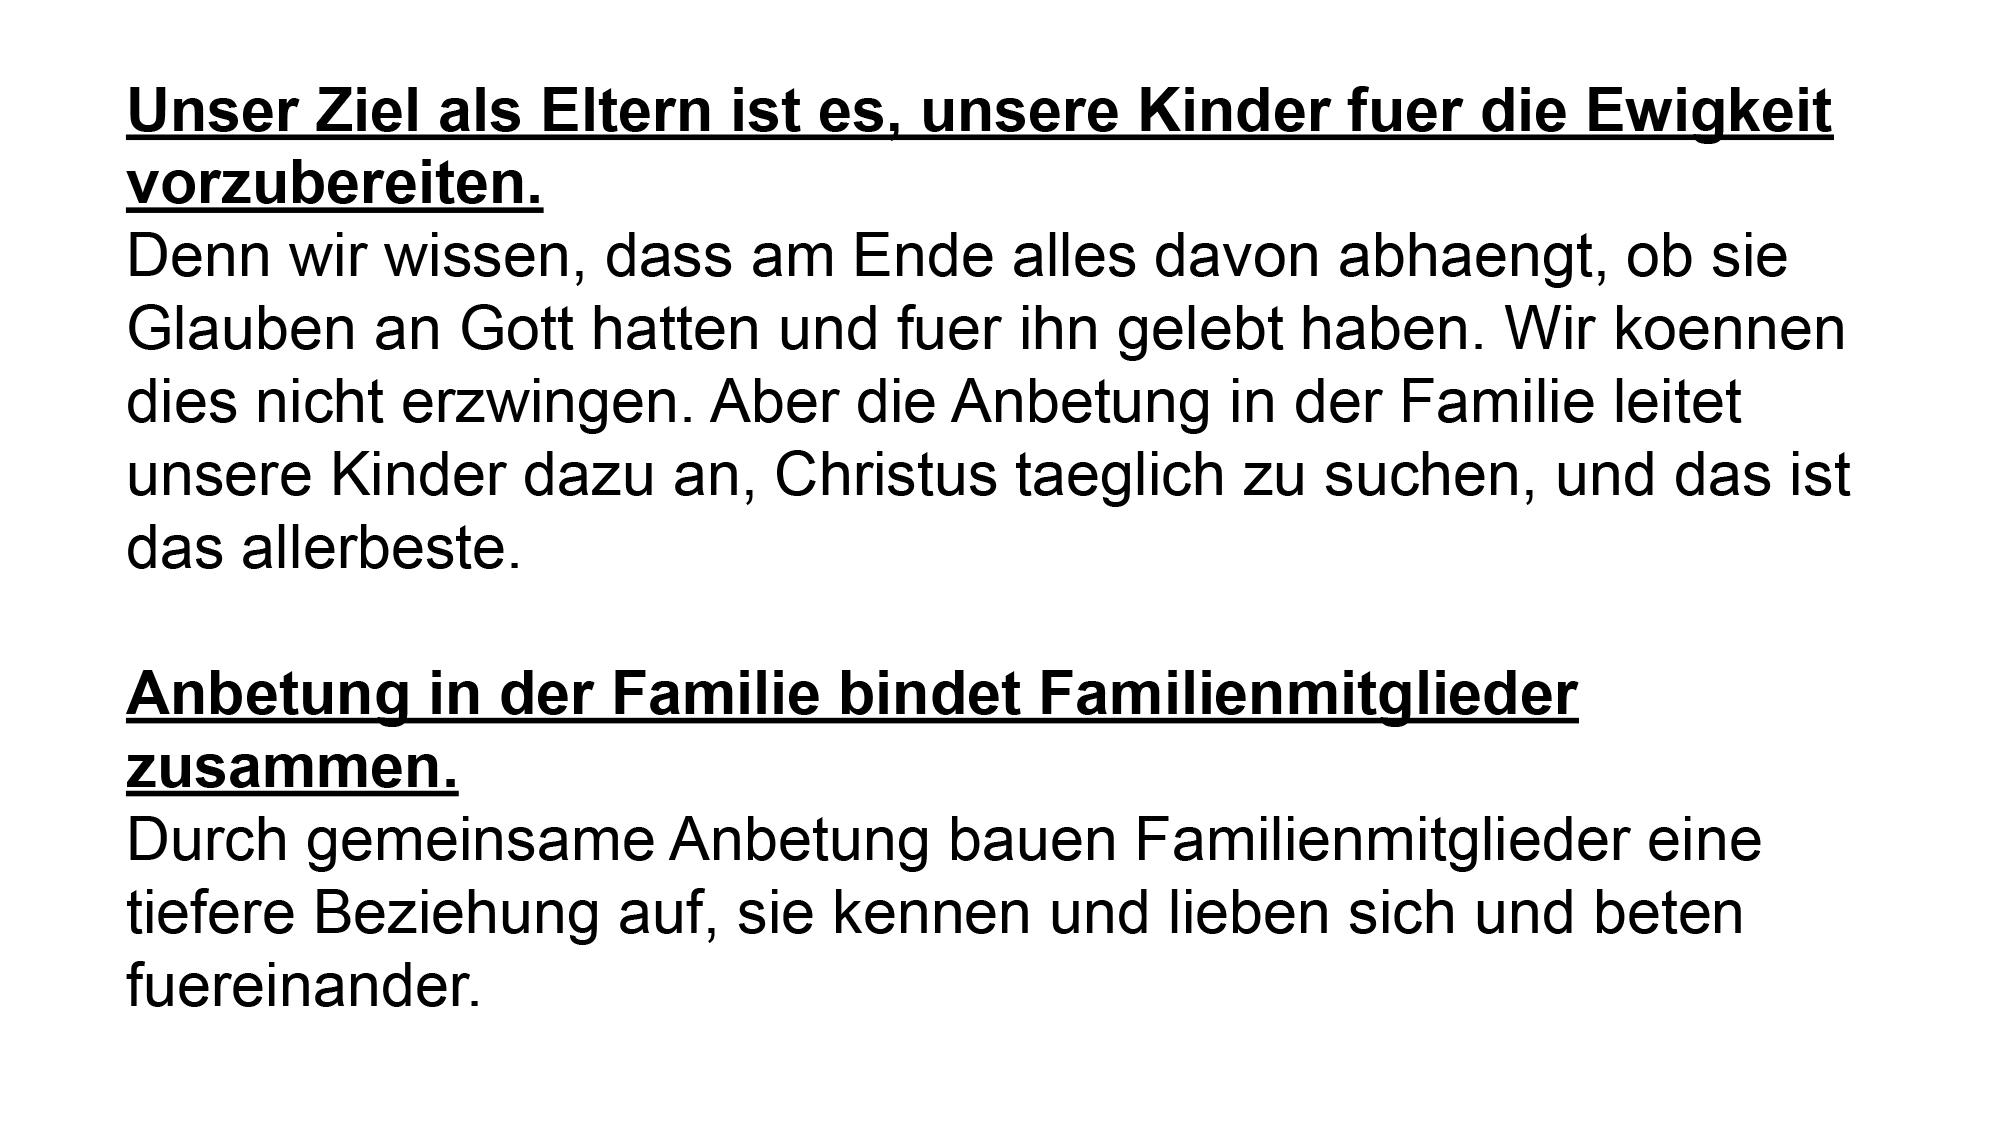 Unser Ziel als Eltern ist es, unsere Kinder fuer die Ewigkeit
vorzubereiten.
Denn wir wissen, dass am Ende alles davon abhaengt, ob sie
Glauben an Gott hatten und fuer ihn gelebt haben. Wir koennen
dies nicht erzwingen. Aber die Anbetung in der Familie leitet
unsere Kinder dazu an, Christus taeglich zu suchen, und das ist
das allerbeste.
Anbetung in der Familie bindet Familienmitglieder
zusammen.
Durch gemeinsame Anbetung bauen Familienmitglieder eine
tiefere Beziehung auf, sie kennen und lieben sich und beten
fuereinander.